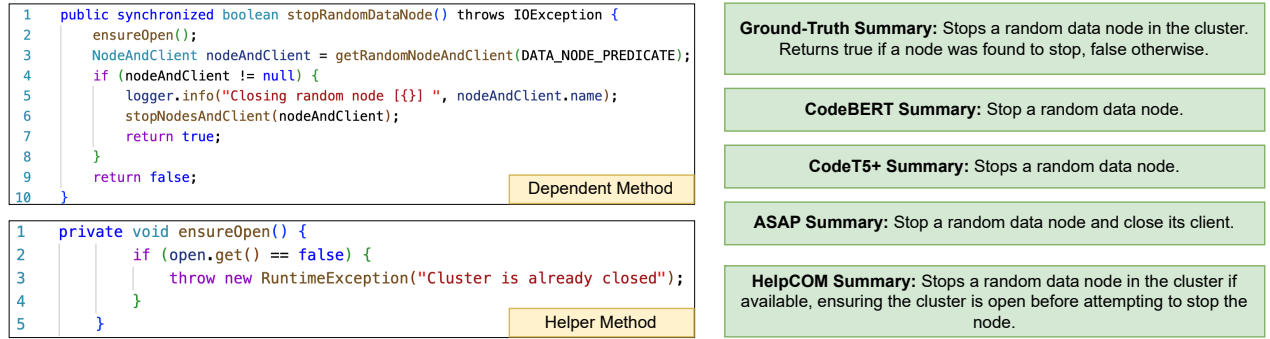 1 public synchronized boolean stopRandomDataNode() throws IOException {
2 ensureOpen();
3 NodeAndClient nodeAndClient = getRandomNodeAndClient(DATA_NODE_PREDICATE);
4 if (nodeAndClient != null) {
5 logger.info("Closing random node [{}] ", nodeAndClient.name);
6 stopNodesAndClient(nodeAndClient);
7 return true;
8 }
9 return false;
10 }
Dependent Method
1 private void ensureOpen() {
2 if (open.get() == false) {
3 throw new RuntimeException("Cluster is already closed");
4 }
5 }
Helper Method
Ground-Truth Summary: Stops a random data node in the cluster.
Returns true if a node was found to stop, false otherwise.
CodeBERT Summary: Stop a random data node.
CodeT5+ Summary: Stops a random data node.
ASAP Summary: Stop a random data node and close its client.
HelpCOM Summary: Stops a random data node in the cluster if
available, ensuring the cluster is open before attempting to stop the
node.